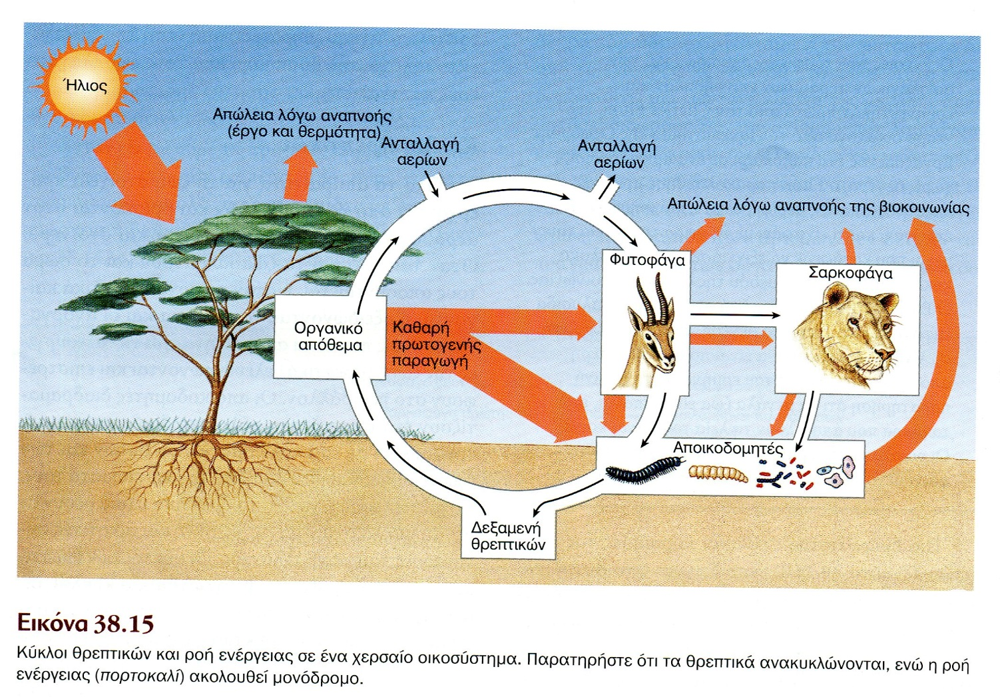 Ήλιος
Απώλεια λόγω αναπνοής
(έργο και θερμότητα)
Ανταλλαγή
αερίων
Ανταλλαγή
αερίων
Απώλεια λόγω αναπνοής της βιοκοινωνίας
Φυτοφάγα
Σαρκοφάγα
Οργανικό
απόθεμα
Καθαρή
πρωτογενής
παραγωγή
Αποικοδομητές
Δεξαμενή
θρεπτικών
Εικόνα 38.15
Κύκλοι θρεπτικών και ροή ενέργειας σε ένα χερσαίο οικοσύστημα. Παρατηρήστε ότι τα θρεπτικά ανακυκλώνονται, ενώ η ροή
ενέργειας (πορτοκαλί) ακολουθεί μονόδρομο.